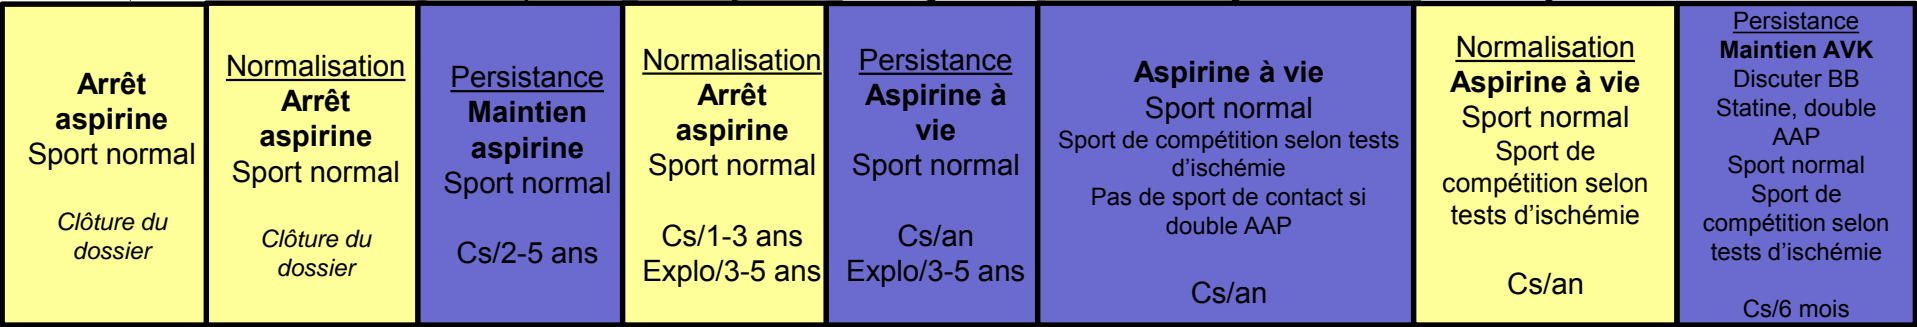 Arrêt
aspirine
Sport normal
Clôture du
dossier
Normalisation
Arrêt
aspirine
Sport normal
Clôture du
dossier
Persistance
Maintien
aspirine
Sport normal
Cs/2-5 ans
Normalisation
Arrêt
aspirine
Sport normal
Cs/1-3 ans
Explo/3-5 ans
Persistance
Aspirine à
vie
Sport normal
Cs/an
Explo/3-5 ans
Aspirine à vie
Sport normal
Sport de compétition selon tests
d’ischémie
Pas de sport de contact si
double AAP
Cs/an
Normalisation
Aspirine à vie
Sport normal
Sport de
compétition selon
tests d’ischémie
Cs/an
Persistance
Maintien AVK
Discuter BB
Statine, double
AAP
Sport normal
Sport de
compétition selon
tests d’ischémie
Cs/6 mois